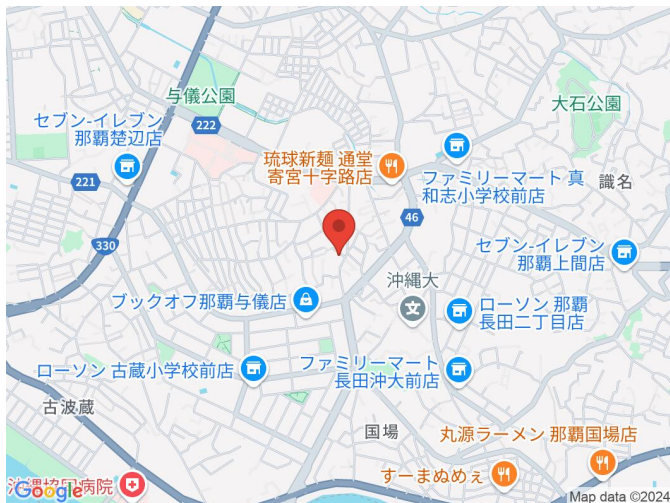 与儀公園
大石公園
セブン-イレブン
那覇楚辺店
222
琉球新麺 通堂
寄宮十字路店
ファミリーマート 真
和志小学校前店
識名
221
46
330
セブン-イレブン
那覇上間店
沖縄大
ブックオフ那覇与儀店
ローソン 那覇
長田二丁目店
ローソン 古蔵小学校前店
ファミリーマート
長田沖大前店
古波蔵
国場
丸源ラーメン 那覇国場店
すーまぬめぇ
沖縄協同病院
Google
Map data ©2024